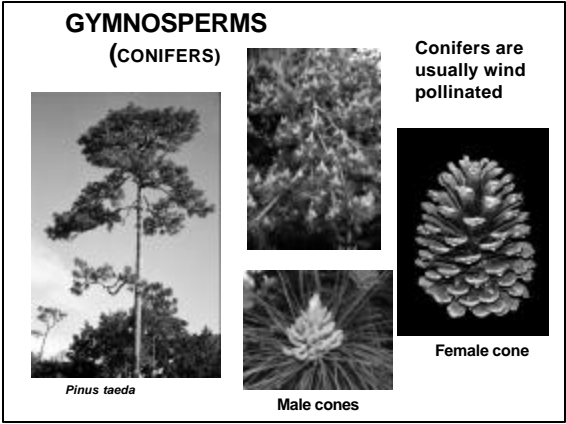 GYMNOSPERMS
(CONIFERS)
Conifers are
usually wind
pollinated
Pinus taeda
Male cones
Female cone